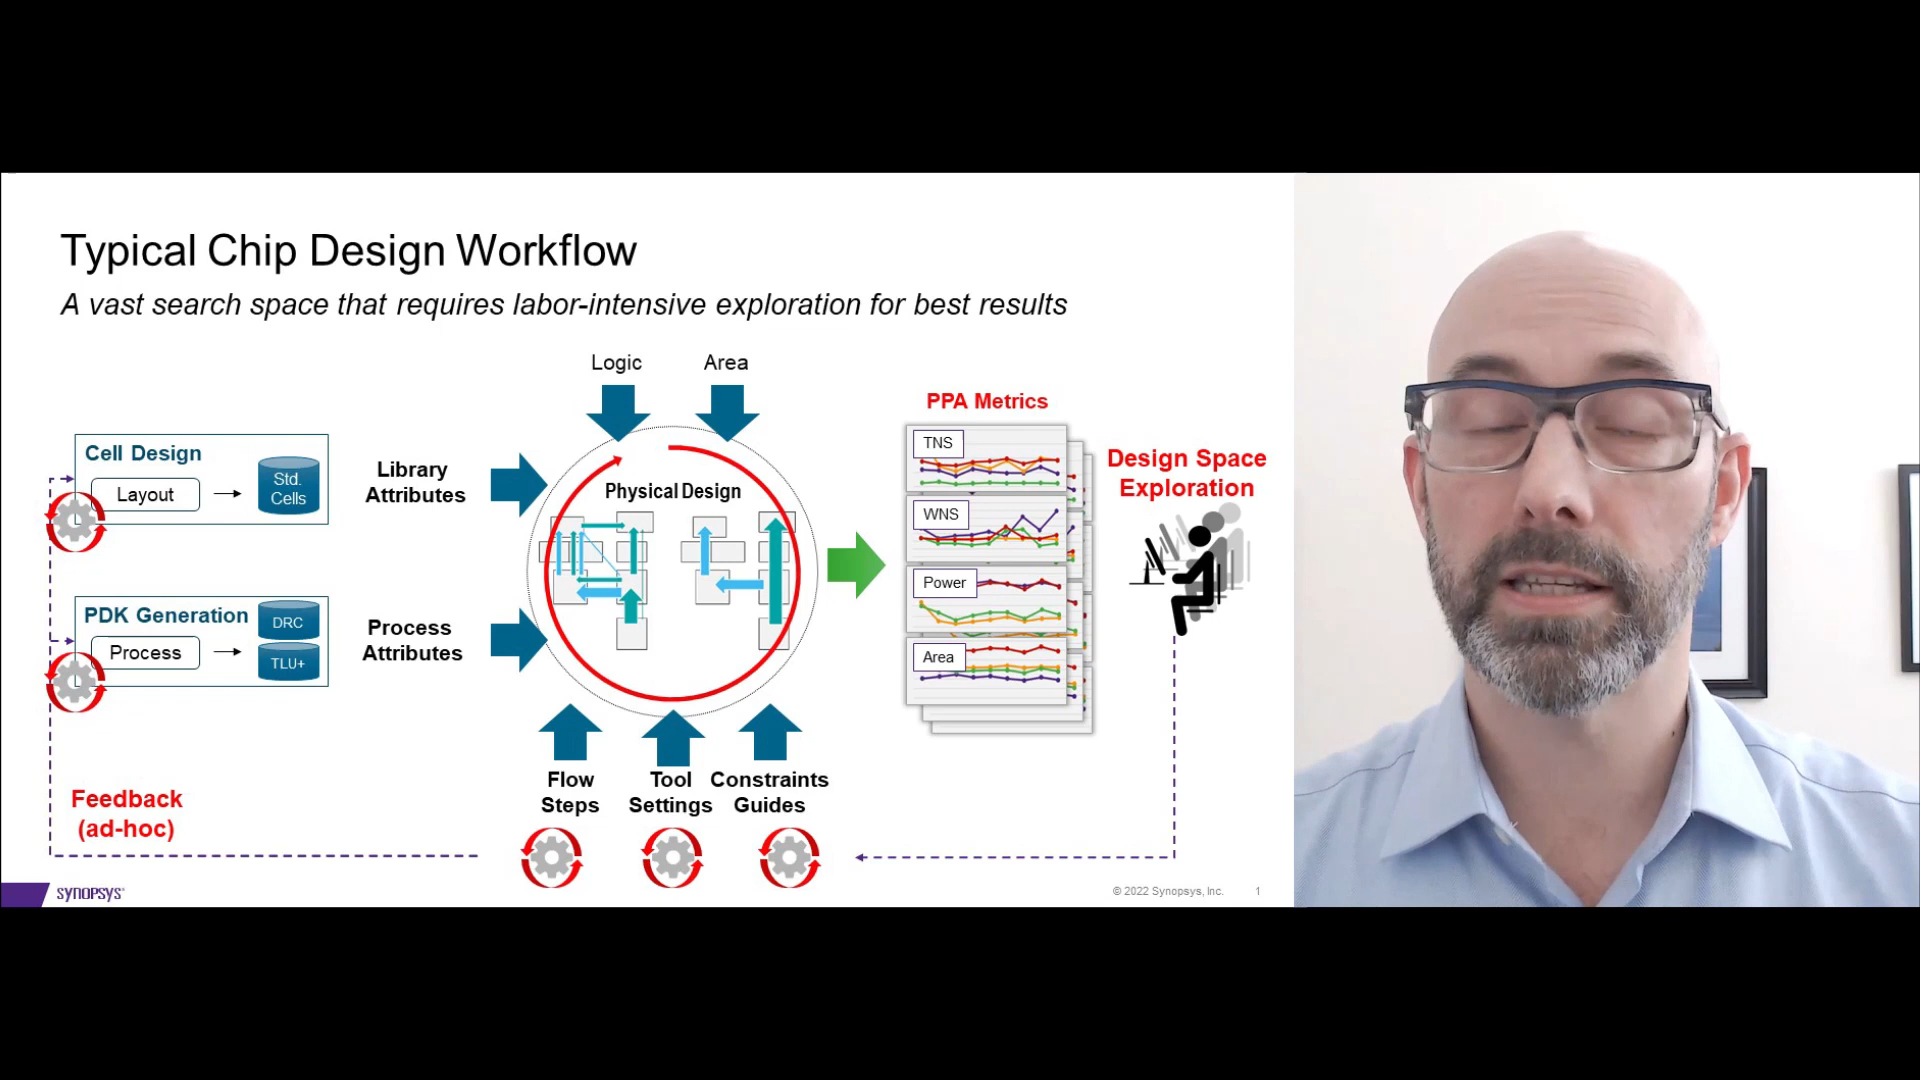 Typical Chip Design Workflow
A vast search space that requires labor-intensive exploration for best results
Logic
Area
Cell Design
Layout
Std.
Cells
PDK Generation
Process
DRC
TLU+
Library
Attributes
Process
Attributes
Physical Design
Flow
Steps
Tool
Settings
Constraints
Guides
PPA Metrics
TNS
WNS
Power
Area
Design Space
Exploration
Feedback
(ad-hoc)
SYNOPSYS®
© 2022 Synopsys, Inc.
1